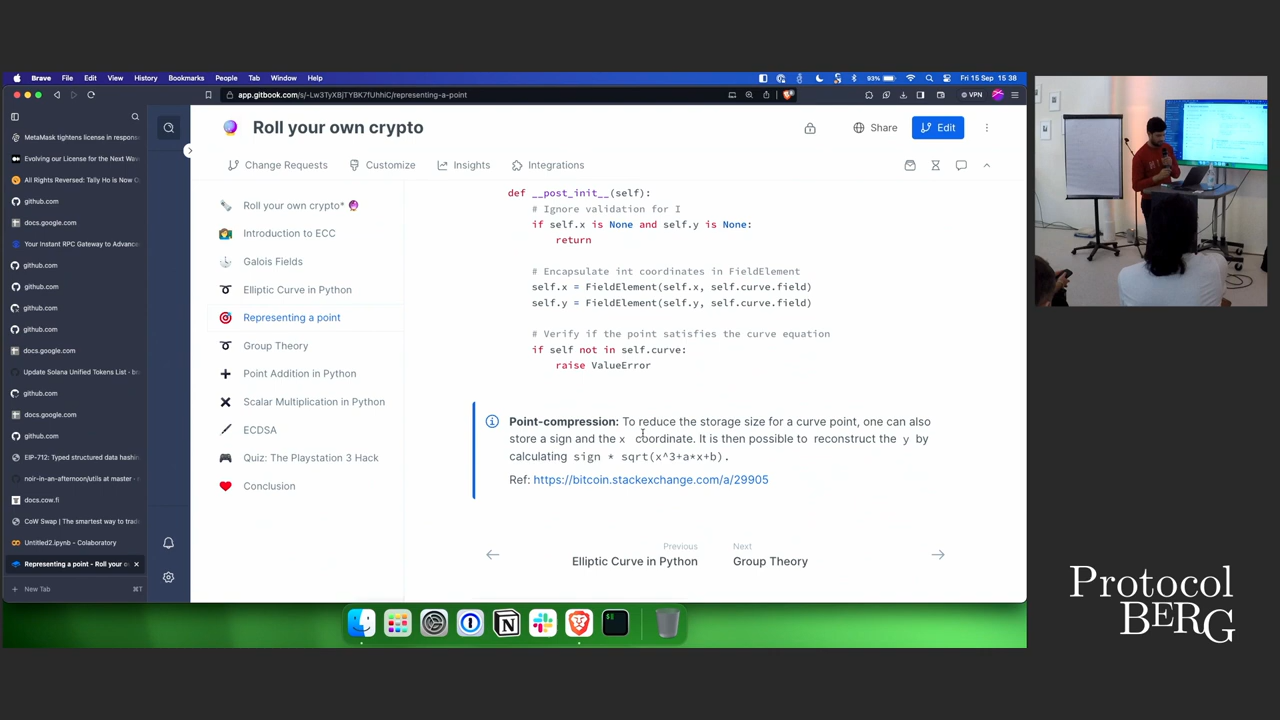 Brave File Edit View History Bookmarks People Tab Window Help
93% Fri 15 Sep 15 38
app.gitbook.com/s/-Lw3TyXBjTYBK7fUhhiC/representing-a-point
VPN
MetaMask tightens license in respon
Evolving our License for the Next Wav
All Rights Reversed: Tally Ho is Now O
github.com
docs.google.com
Your Instant RPC Gateway to Advance
github.com
github.com
github.com
github.com
docs.google.com
Update Solana Unified Tokens List
github.com
docs.google.com
github.com
EIP-712: Typed structured data hashin
noir-in-an-afternoon/utils at master
docs.cow.fi
CoW Swap | The smartest way to trad
Untitled2.ipynb - Colaboratory
Representing a point - Roll your o
New Tab ⌘T
Roll your own crypto
Share Edit
Change Requests Customize Insights Integrations
Roll your own crypto*
Introduction to ECC
Galois Fields
Elliptic Curve in Python
Representing a point
Group Theory
Point Addition in Python
Scalar Multiplication in Python
ECDSA
Quiz: The Playstation 3 Hack
Conclusion
def __post_init__(self):
# Ignore validation for I
if self.x is None and self.y is None:
return
# Encapsulate int coordinates in FieldElement
self.x = FieldElement(self.x, self.curve.field)
self.y = FieldElement(self.y, self.curve.field)
# Verify if the point satisfies the curve equation
if self not in self.curve:
raise ValueError
Point-compression: To reduce the storage size for a curve point, one can also
store a sign and the x coordinate. It is then possible to reconstruct the y by
calculating sign * sqrt(x^3+a*x+b).
Ref: https://bitcoin.stackexchange.com/a/29905
Previous
Elliptic Curve in Python
Next
Group Theory
Protocol
BERG